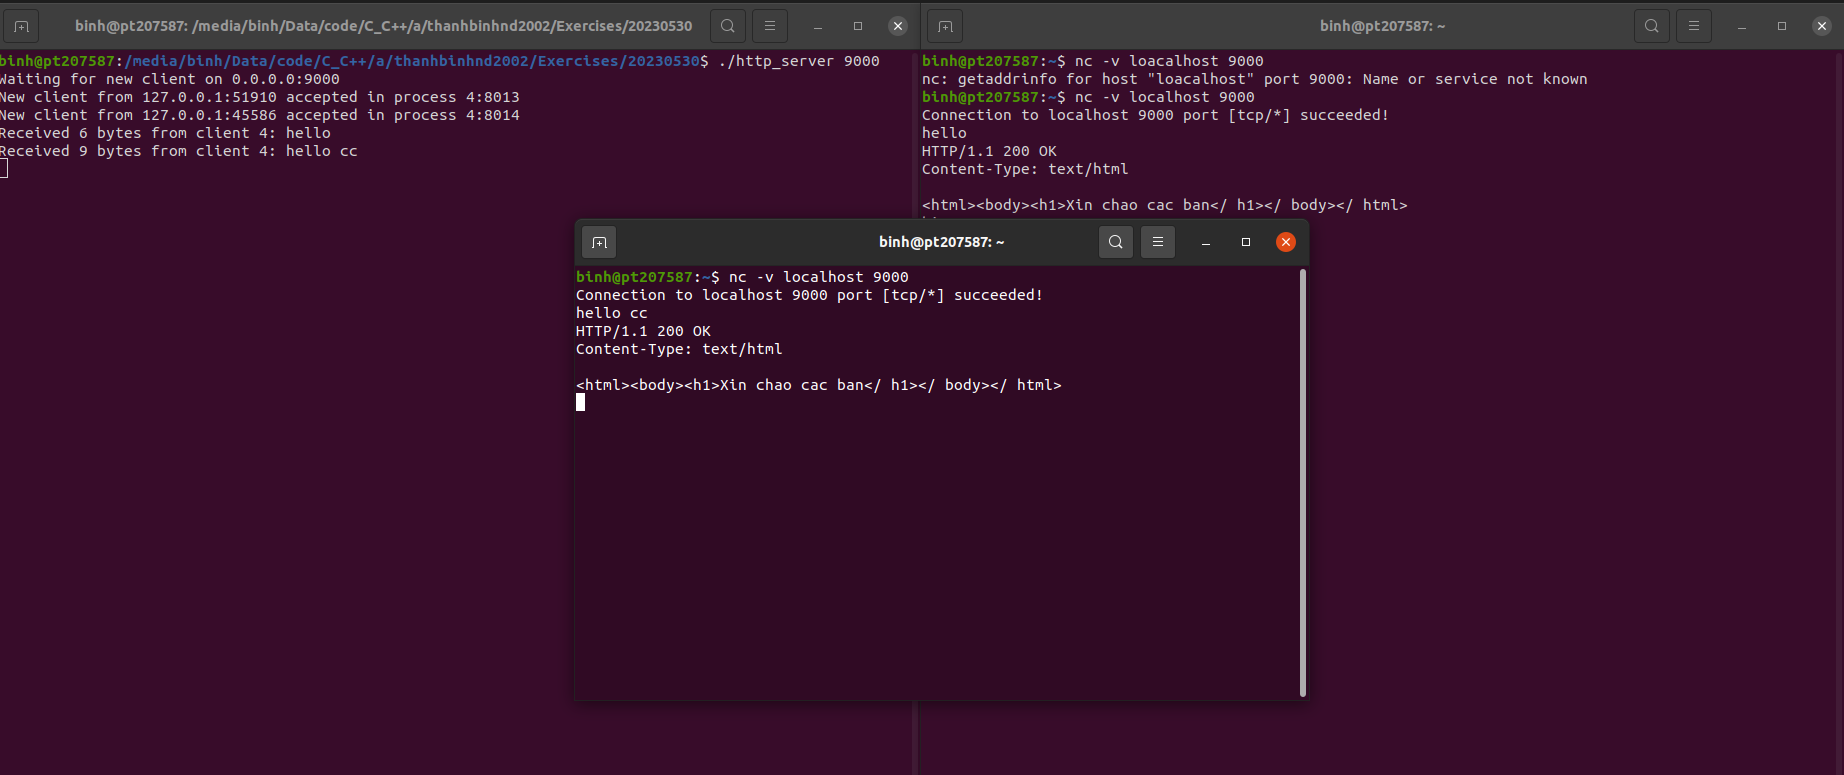 binh@pt207587: /media/binh/Data/code/C_C++/a/thanhbinhnd2002/Exercises/20230530
binh@pt207587:/media/binh/Data/code/C_C++/a/thanhbinhnd2002/Exercises/20230530$ ./http_server 9000
Waiting for new client on 0.0.0.0:9000
New client from 127.0.0.1:51910 accepted in process 4:8013
New client from 127.0.0.1:45586 accepted in process 4:8014
Received 6 bytes from client 4: hello
Received 9 bytes from client 4: hello cc
binh@pt207587: ~
binh@pt207587:~$ nc -v loacalhost 9000
nc: getaddrinfo for host "loacalhost" port 9000: Name or service not known
binh@pt207587:~$ nc -v localhost 9000
Connection to localhost 9000 port [tcp/*] succeeded!
hello
HTTP/1.1 200 OK
Content-Type: text/html
<html><body><h1>Xin chao cac ban</ h1></ body></ html>
binh@pt207587: ~
binh@pt207587:~$ nc -v localhost 9000
Connection to localhost 9000 port [tcp/*] succeeded!
hello cc
HTTP/1.1 200 OK
Content-Type: text/html
<html><body><h1>Xin chao cac ban</ h1></ body></ html>